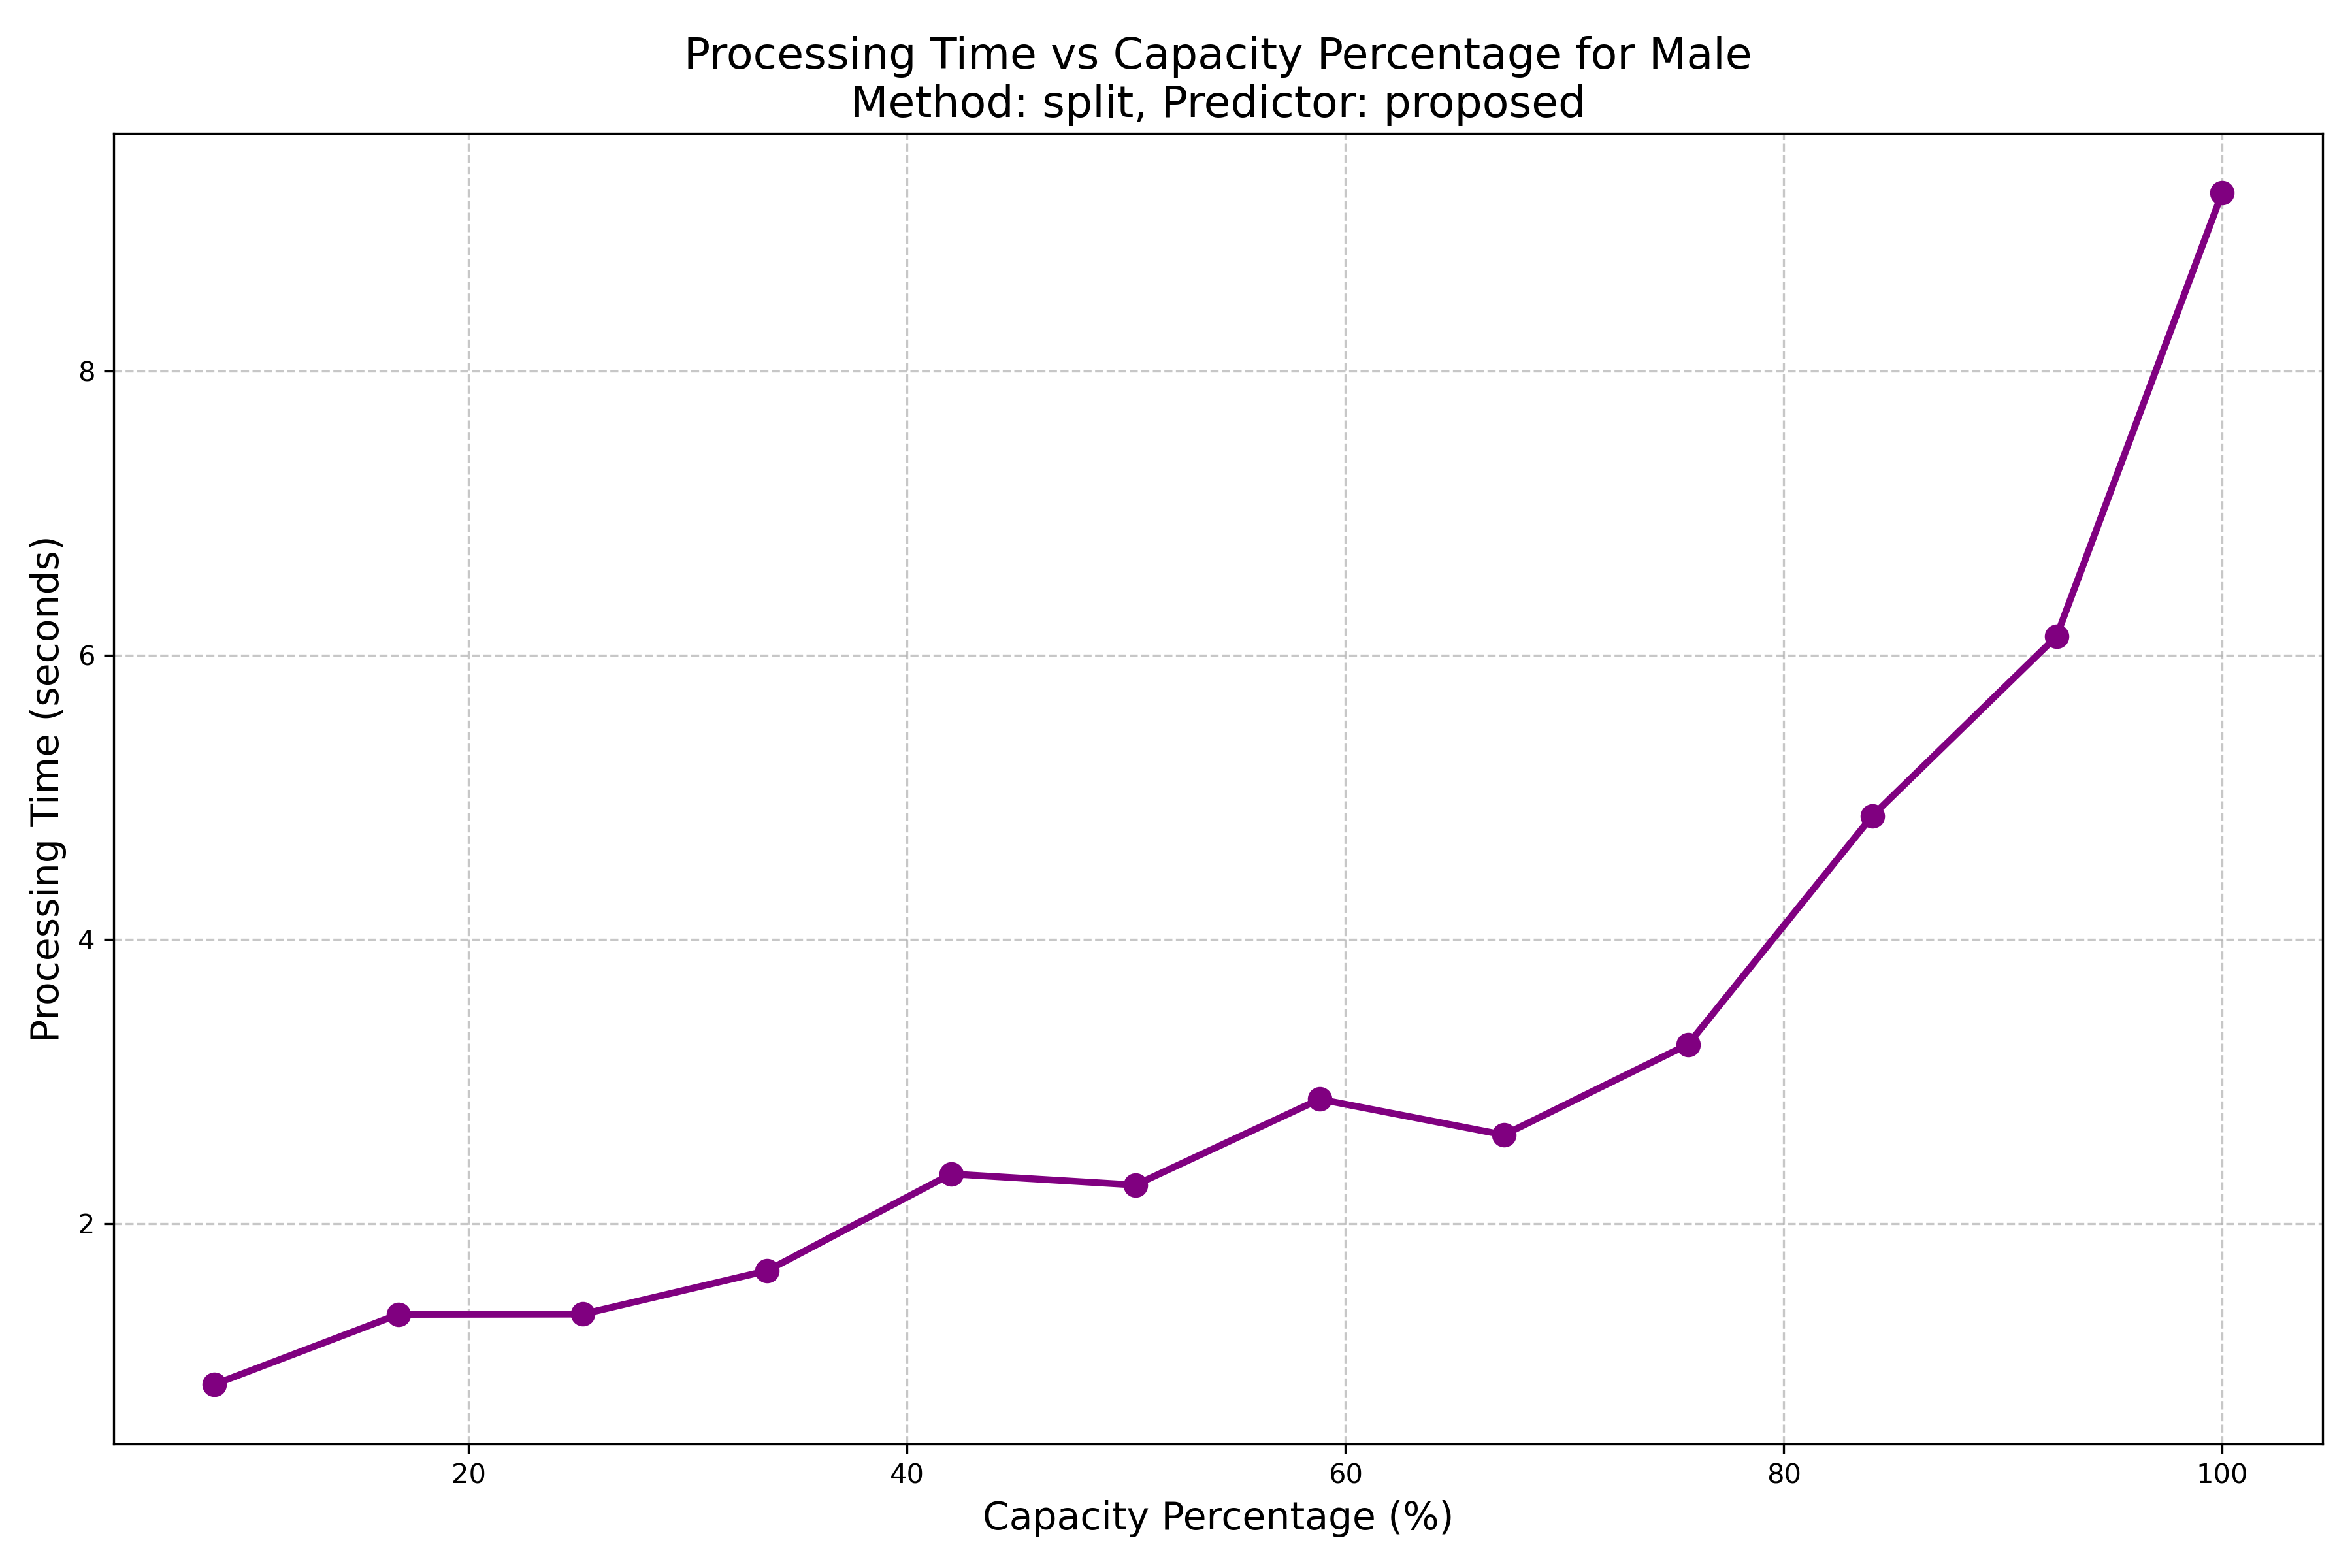 Processing Time vs Capacity Percentage for Male
Method: split, Predictor: proposed
Processing Time (seconds)
8
6
4
2
20
40
60
80
100
Capacity Percentage (%)